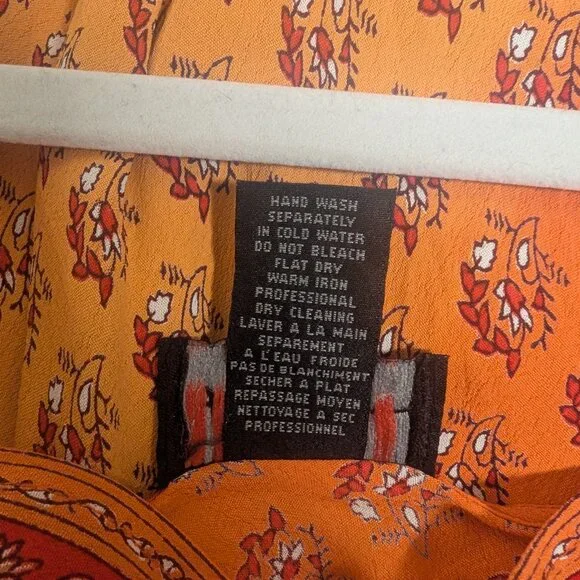 HAND WASH
SEPARATELY
IN COLD WATER
DO NOT BLEACH
FLAT DRY
WARM IRON
PROFESSIONAL
DRY CLEANING
LAVER A LA MAIN
SEPAREMENT
A L'EAU FROIDE
PAS DE BLANCHIMENT
SECHER A PLAT
REPASSAGE MOYEN
NETTOYAGE A SEC
PROFESSIONNEL